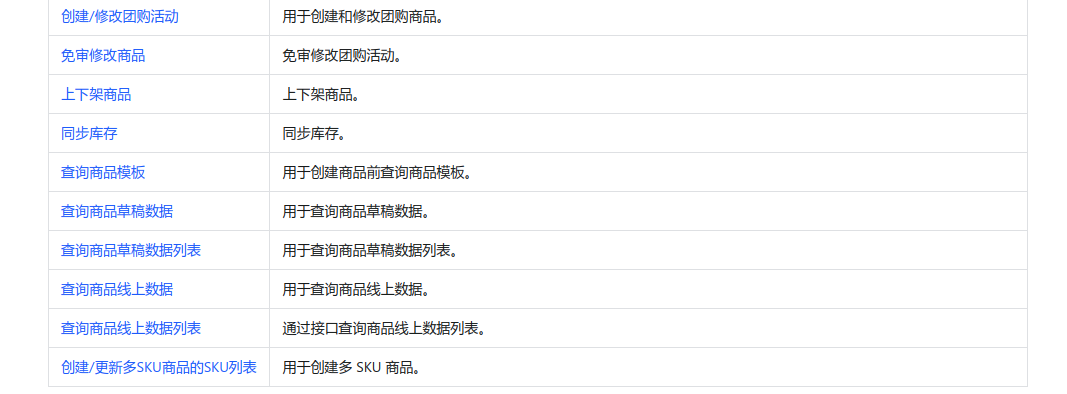 创建/修改团购活动 用于创建和修改团购商品。
免审修改商品 免审修改团购活动。
上下架商品 上下架商品。
同步库存 同步库存。
查询商品模板 用于创建商品前查询商品模板。
查询商品草稿数据 用于查询商品草稿数据。
查询商品草稿数据列表 用于查询商品草稿数据列表。
查询商品线上数据 用于查询商品线上数据。
查询商品线上数据列表 通过接口查询商品线上数据列表。
创建/更新多SKU商品的SKU列表 用于创建多 SKU 商品。